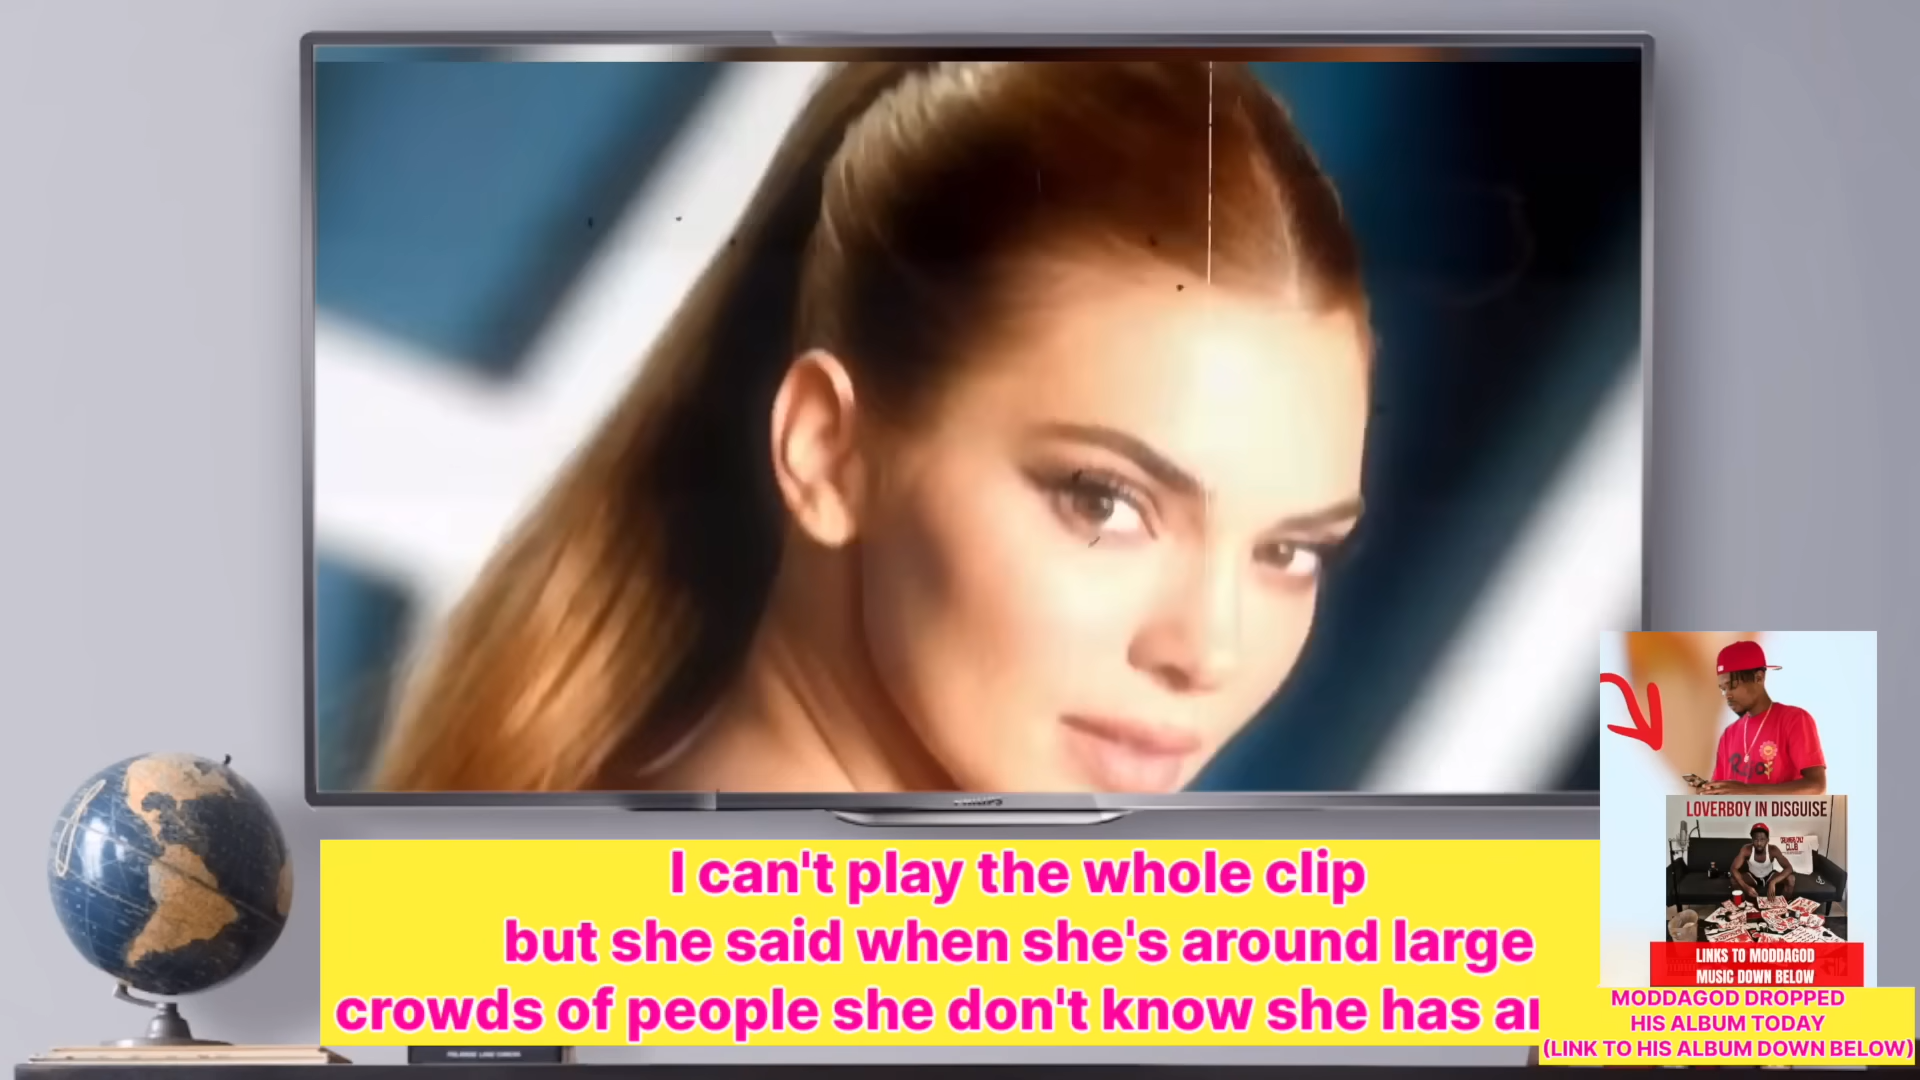 I can't play the whole clip
but she said when she's around large
crowds of people she don't know she has
LOVERBOY IN DISGUISE
LINKS TO MODDAGOD
MUSIC DOWN BELOW
MODDAGOD DROPPED
HIS ALBUM TODAY
(LINK TO HIS ALBUM DOWN BELOW)